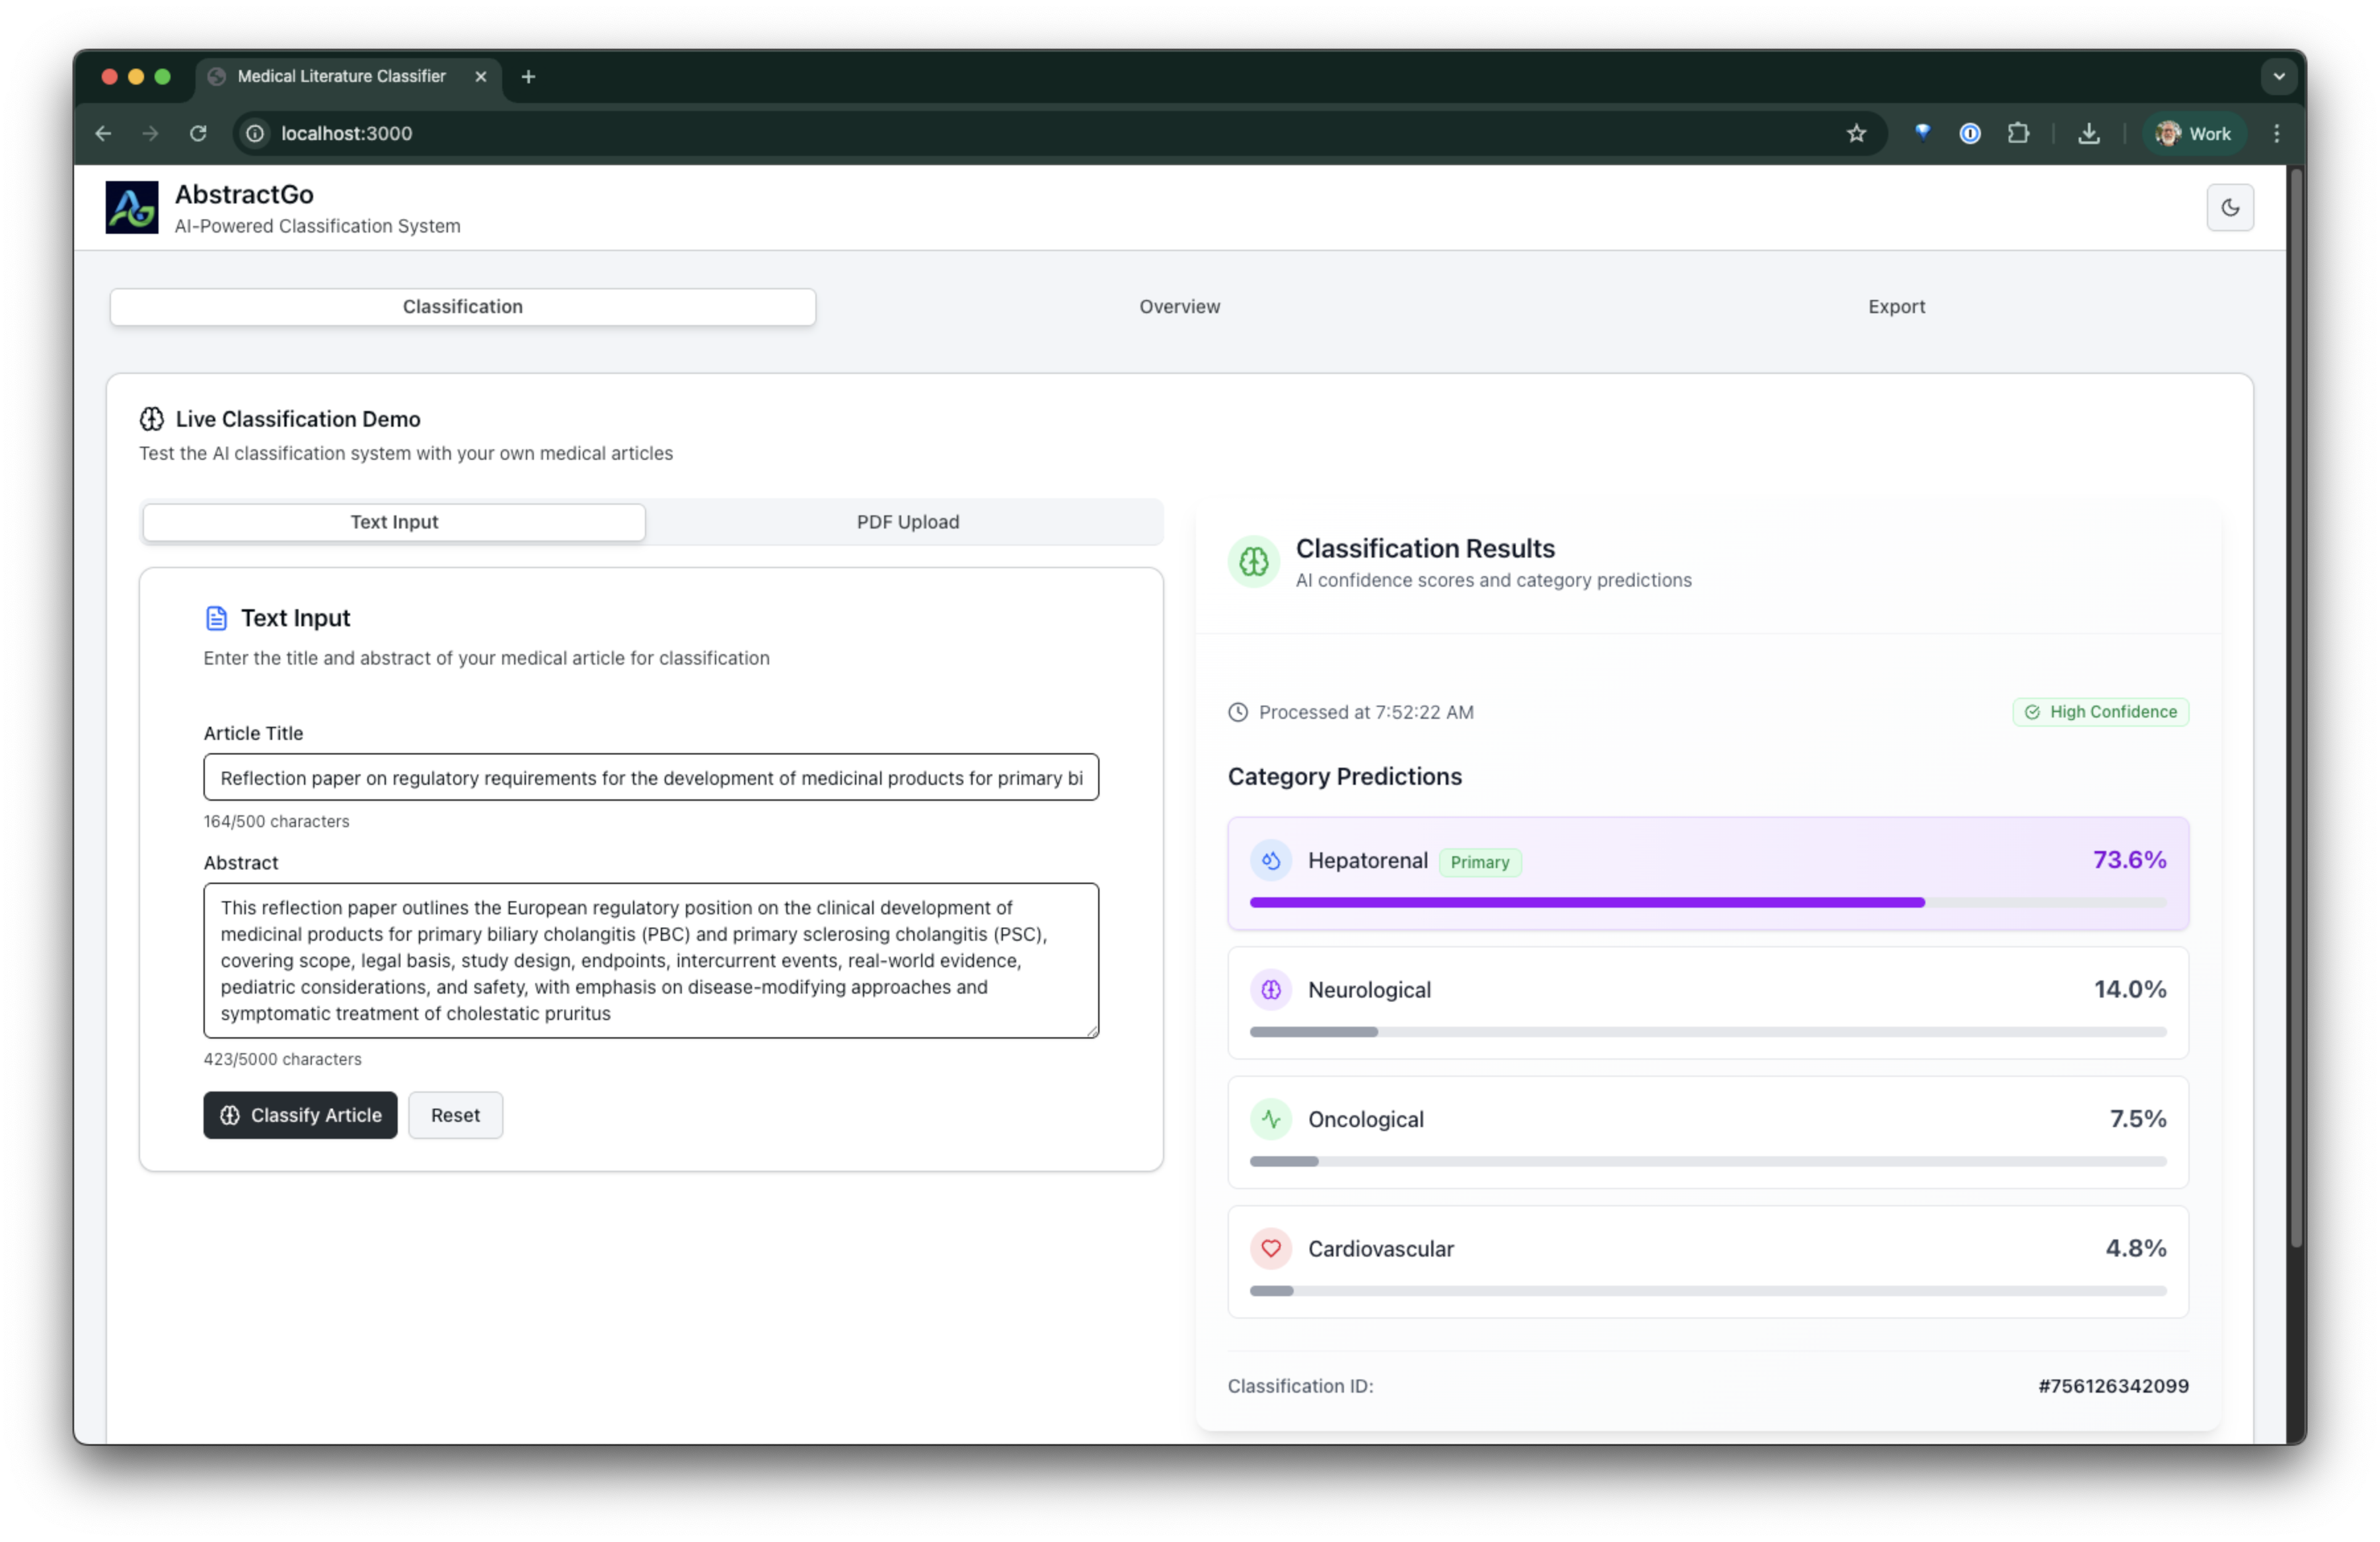 Medical Literature Classifier
localhost:3000
Work
AbstractGo
AI-Powered Classification System
Classification
Overview
Export
Live Classification Demo
Test the AI classification system with your own medical articles
Text Input
PDF Upload
Text Input
Enter the title and abstract of your medical article for classification
Article Title
Reflection paper on regulatory requirements for the development of medicinal products for primary bi
164/500 characters
Abstract
This reflection paper outlines the European regulatory position on the clinical development of
medicinal products for primary biliary cholangitis (PBC) and primary sclerosing cholangitis (PSC),
covering scope, legal basis, study design, endpoints, intercurrent events, real-world evidence,
pediatric considerations, and safety, with emphasis on disease-modifying approaches and
symptomatic treatment of cholestatic pruritus
423/5000 characters
Classify Article
Reset
Classification Results
AI confidence scores and category predictions
Processed at 7:52:22 AM
High Confidence
Category Predictions
Hepatorenal
Primary
73.6%
Neurological
14.0%
Oncological
7.5%
Cardiovascular
4.8%
Classification ID:
#756126342099